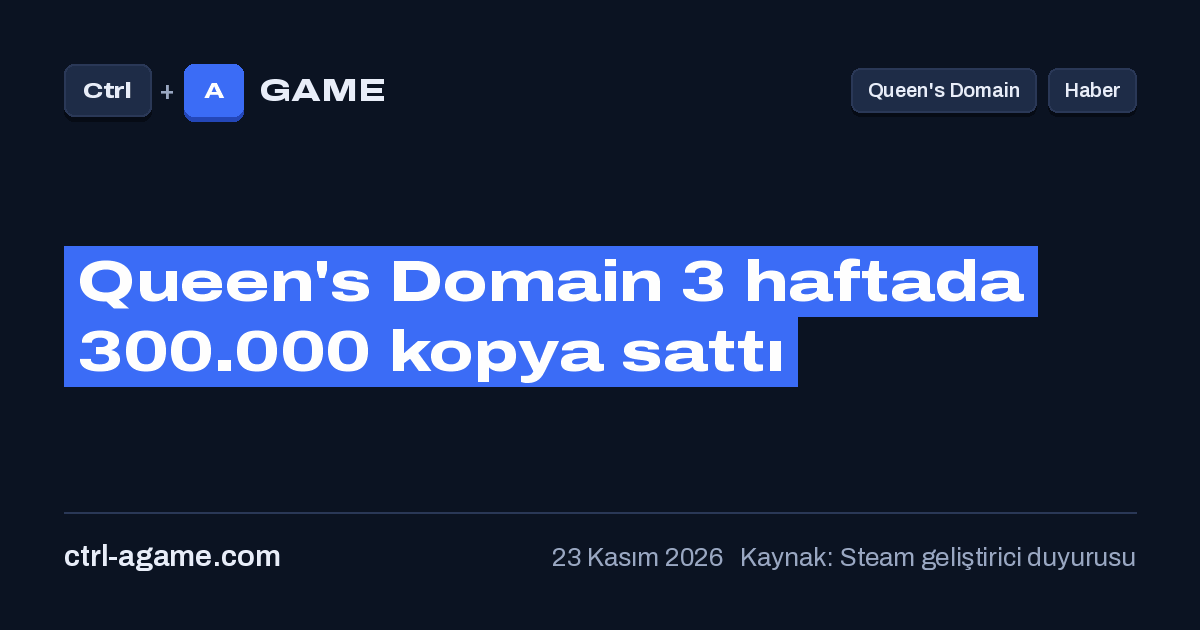 Ctrl + A GAME
Queen's Domain Haber
Queen's Domain 3 haftada
300.000 kopya sattı
ctrl-agame.com
23 Kasım 2026 Kaynak: Steam geliştirici duyurusu